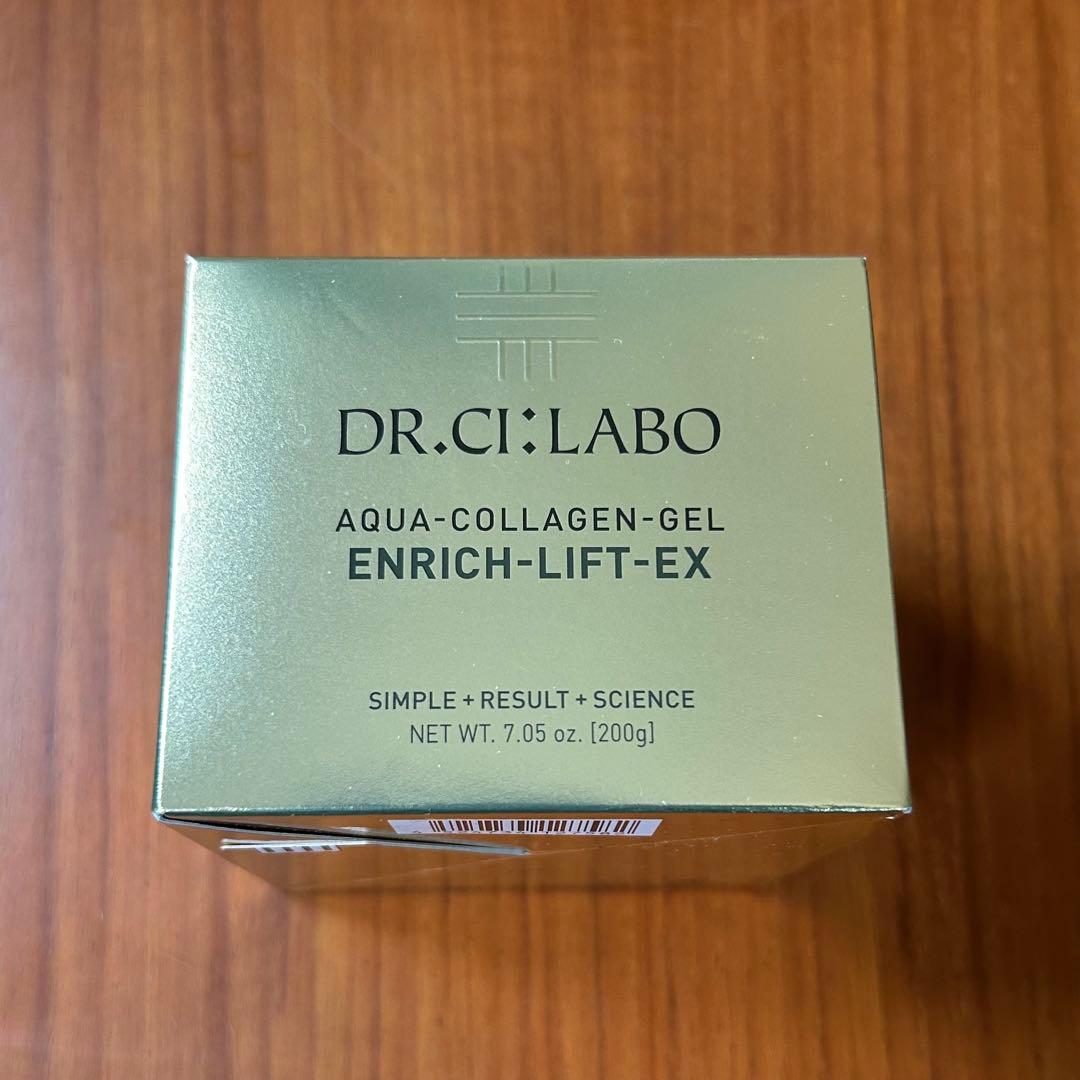 DR.CI:LABO
AQUA-COLLAGEN-GEL
ENRICH-LIFT-EX
SIMPLE + RESULT + SCIENCE
NET WT. 7.05 oz. [200g]